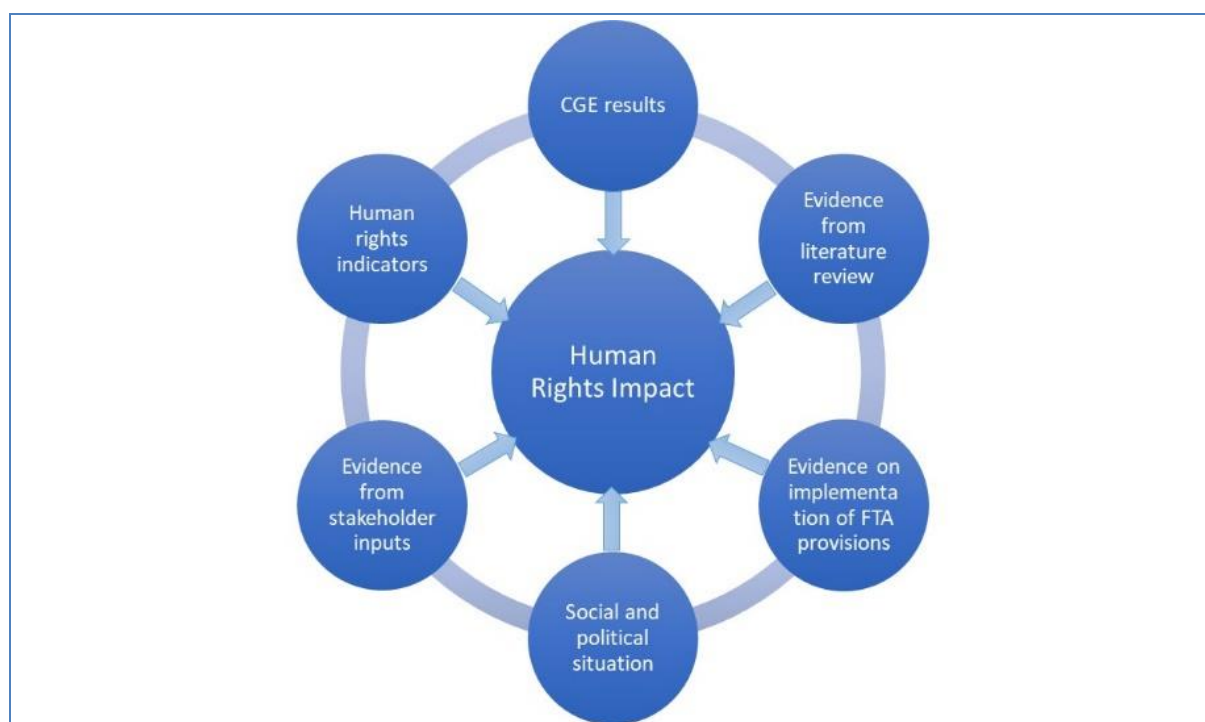 CGE results
Evidence
from
literature
review
Evidence on
implementa
tion of FTA
provisions
Social and
political
situation
Evidence
from
stakeholder
inputs
Human
rights
indicators
Human
Rights Impact